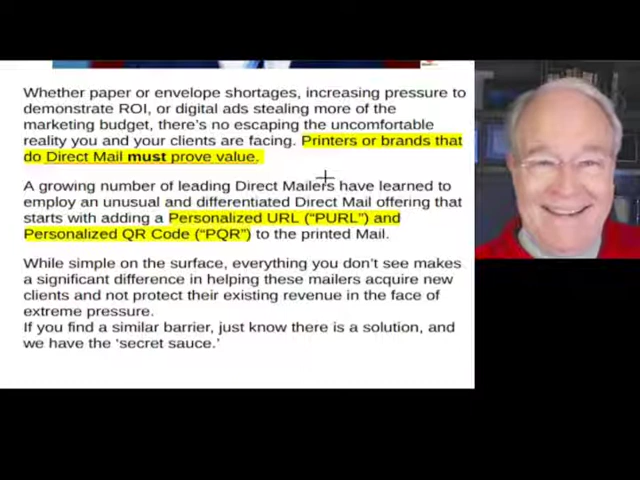 Whether paper or envelope shortages, increasing pressure to
demonstrate ROI, or digital ads stealing more of the
marketing budget, there's no escaping the uncomfortable
reality you and your clients are facing. Printers or brands that
do Direct Mail must prove value.
A growing number of leading Direct Mailers have learned to
employ an unusual and differentiated Direct Mail offering that
starts with adding a Personalized URL (“PURL”) and
Personalized QR Code (“PQR”) to the printed Mail.
While simple on the surface, everything you don't see makes
a significant difference in helping these mailers acquire new
clients and not protect their existing revenue in the face of
extreme pressure.
If you find a similar barrier, just know there is a solution, and
we have the ‘secret sauce.’